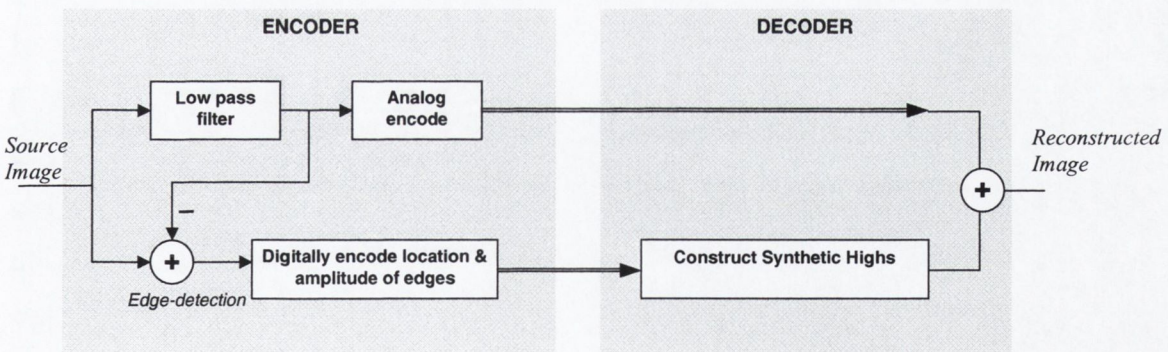 ENCODER
DECODER
Low pass
filter
Analog
encode
Source
Image
Reconstructed
Image
–
+
+
Digitally encode location &
amplitude of edges
Construct Synthetic Highs
Edge-detection